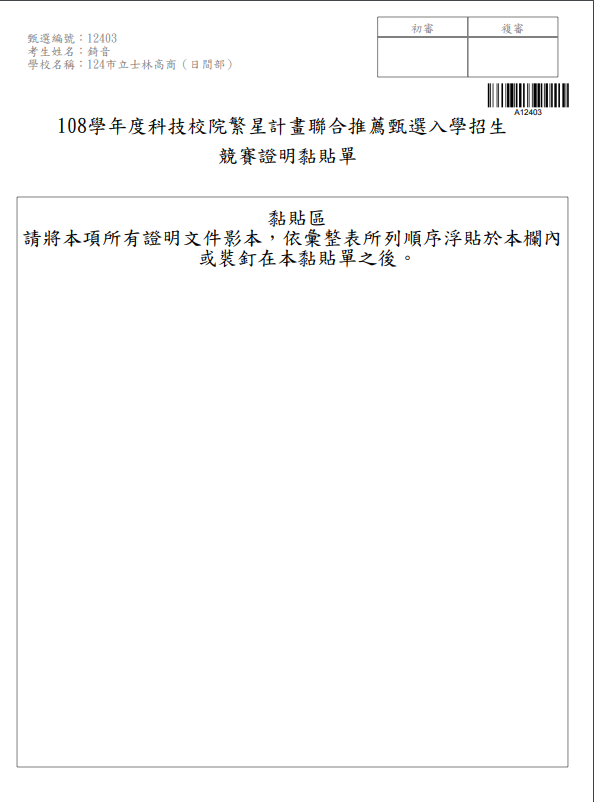 甄選編號：12403
考生姓名：錡音
學校名稱：124市立士林高商（日間部）
初審
複審
A12403
108學年度科技校院繁星計畫聯合推薦甄選入學招生
競賽證明黏貼單
黏貼區
請將本項所有證明文件影本，依彙整表所列順序浮貼於本欄內
或裝釘在本黏貼單之後。